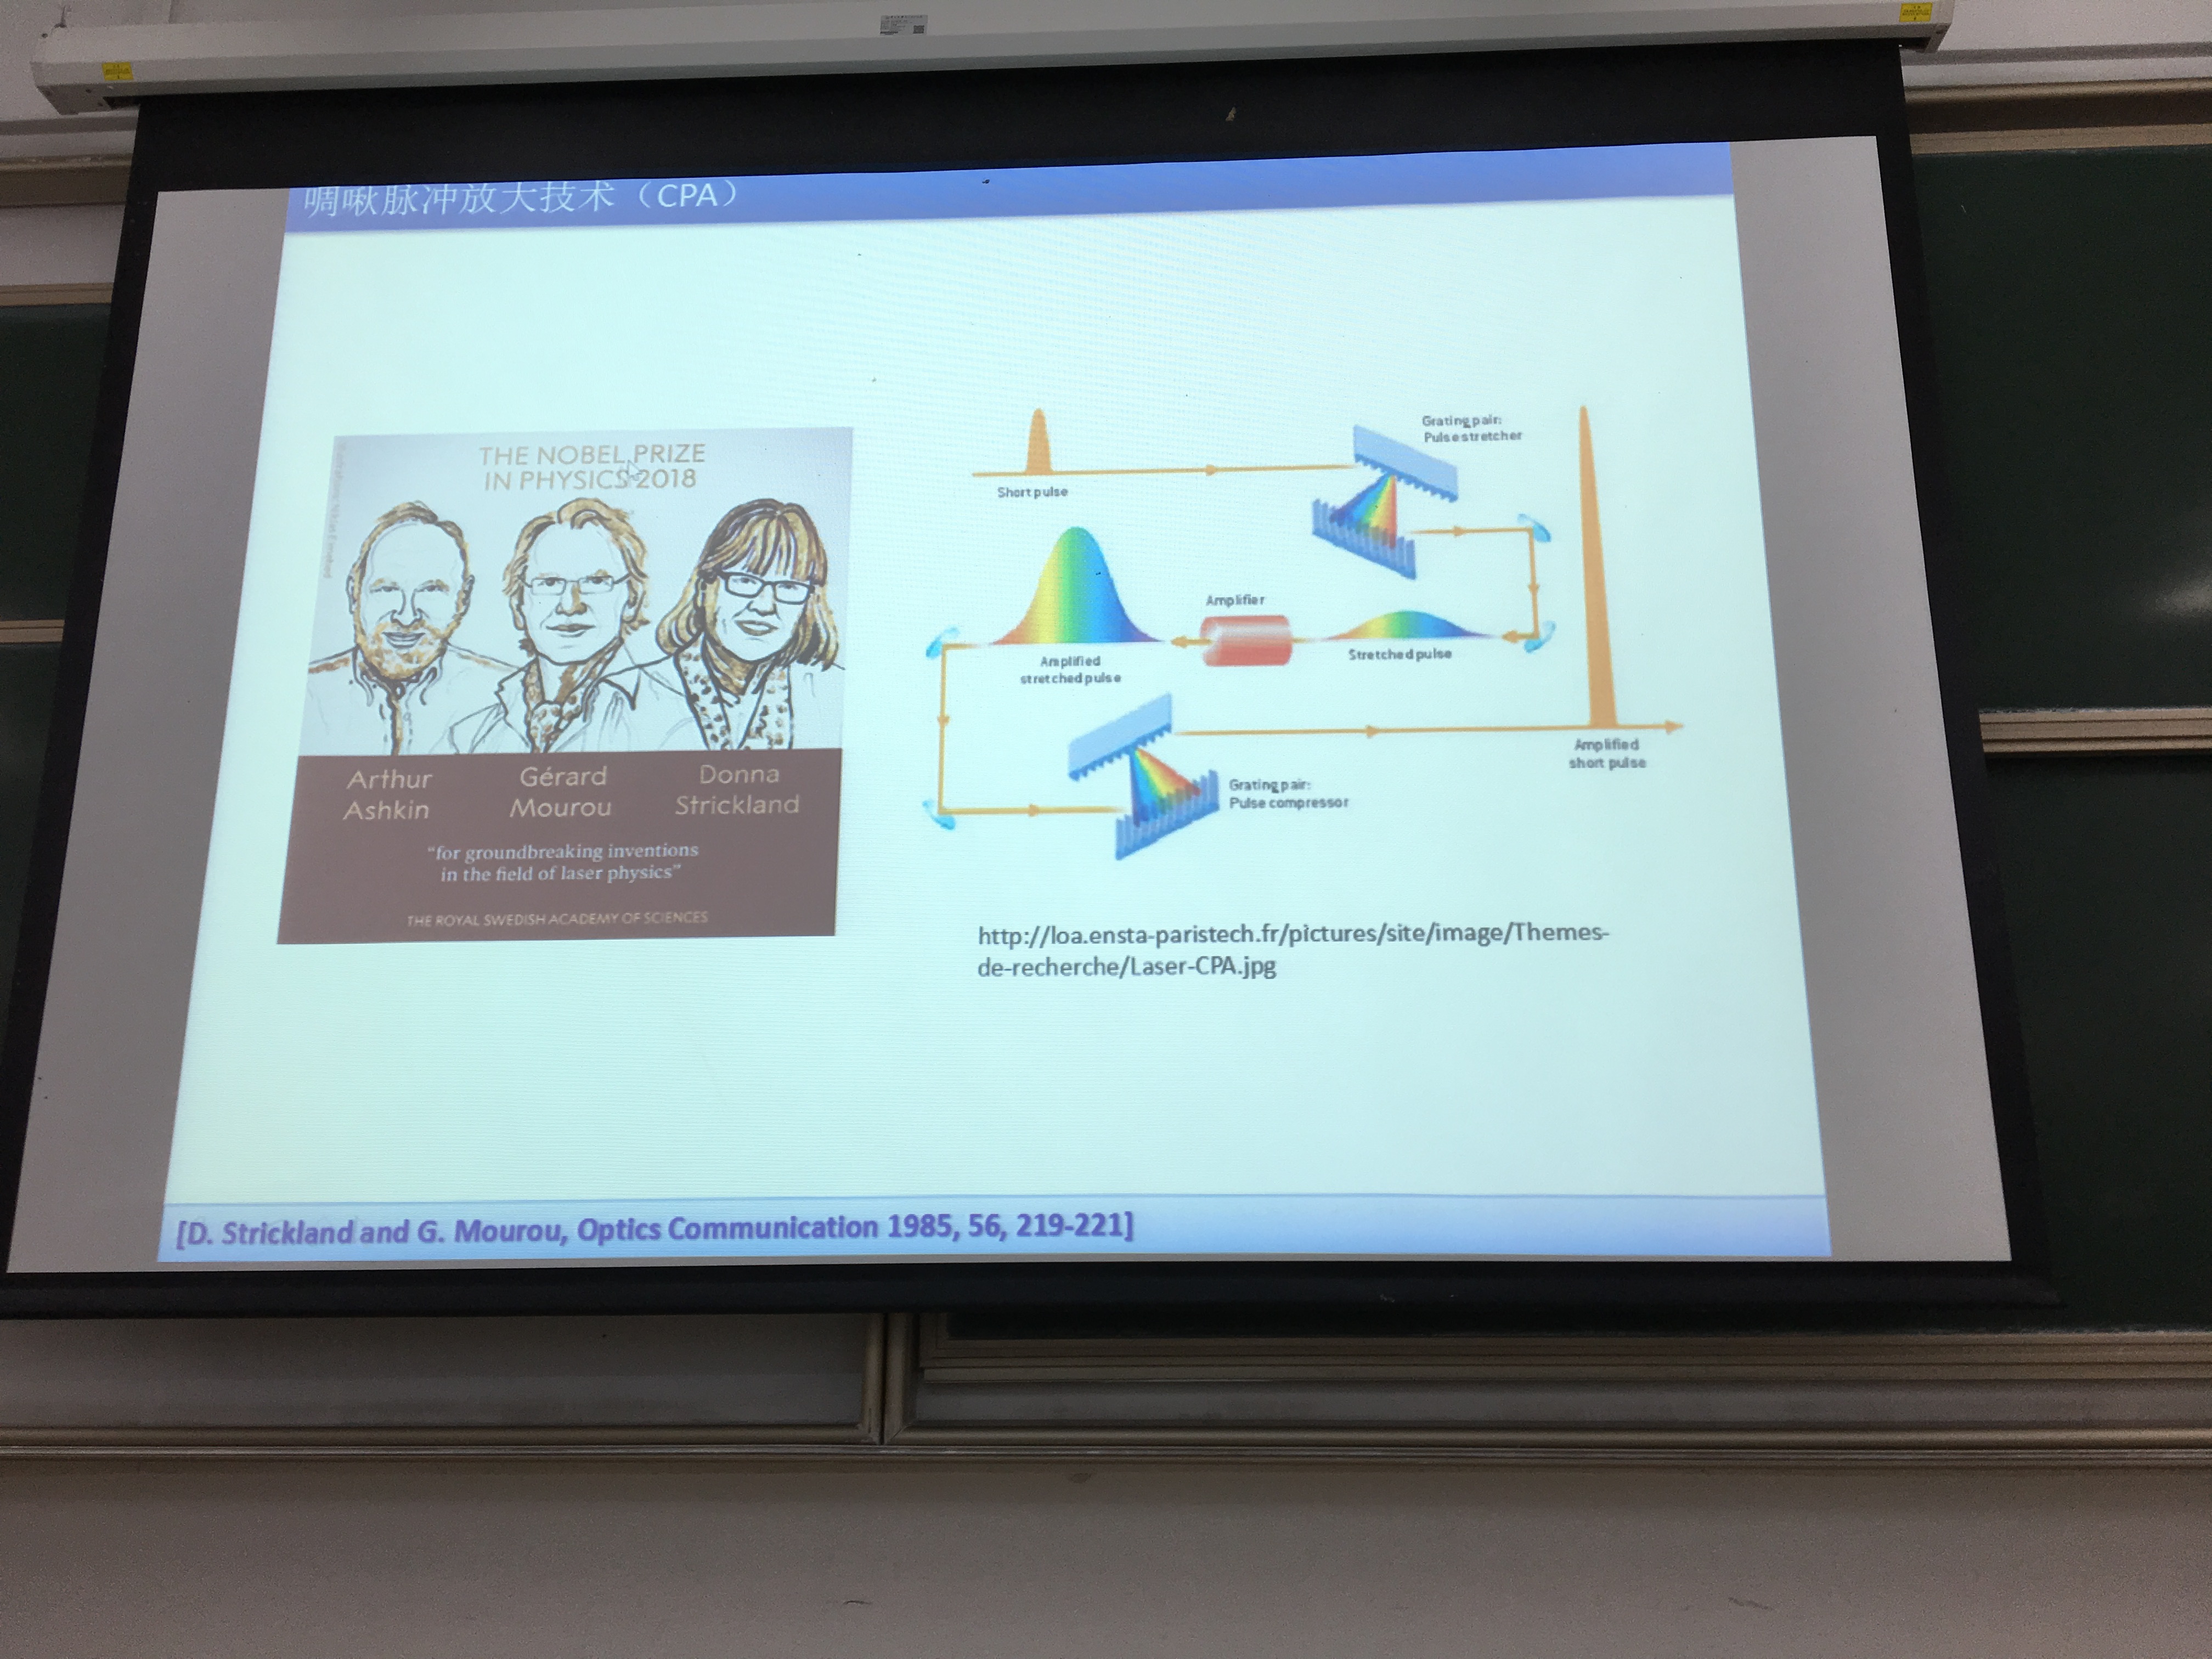 啁啾脉冲放大技术（CPA）
THE NOBEL PRIZE
IN PHYSICS 2018
Arthur
Ashkin
Gérard
Mourou
Donna
Strickland
“for groundbreaking inventions
in the field of laser physics”
THE ROYAL SWEDISH ACADEMY OF SCIENCES
Short pulse
Grating pair:
Pulse stretcher
Stretched pulse
Amplifier
Amplified
stretched pulse
Grating pair:
Pulse compressor
Amplified
short pulse
http://loa.ensta-paristech.fr/pictures/site/image/Themes-
de-recherche/Laser-CPA.jpg
[D. Strickland and G. Mourou, Optics Communication 1985, 56, 219-221]